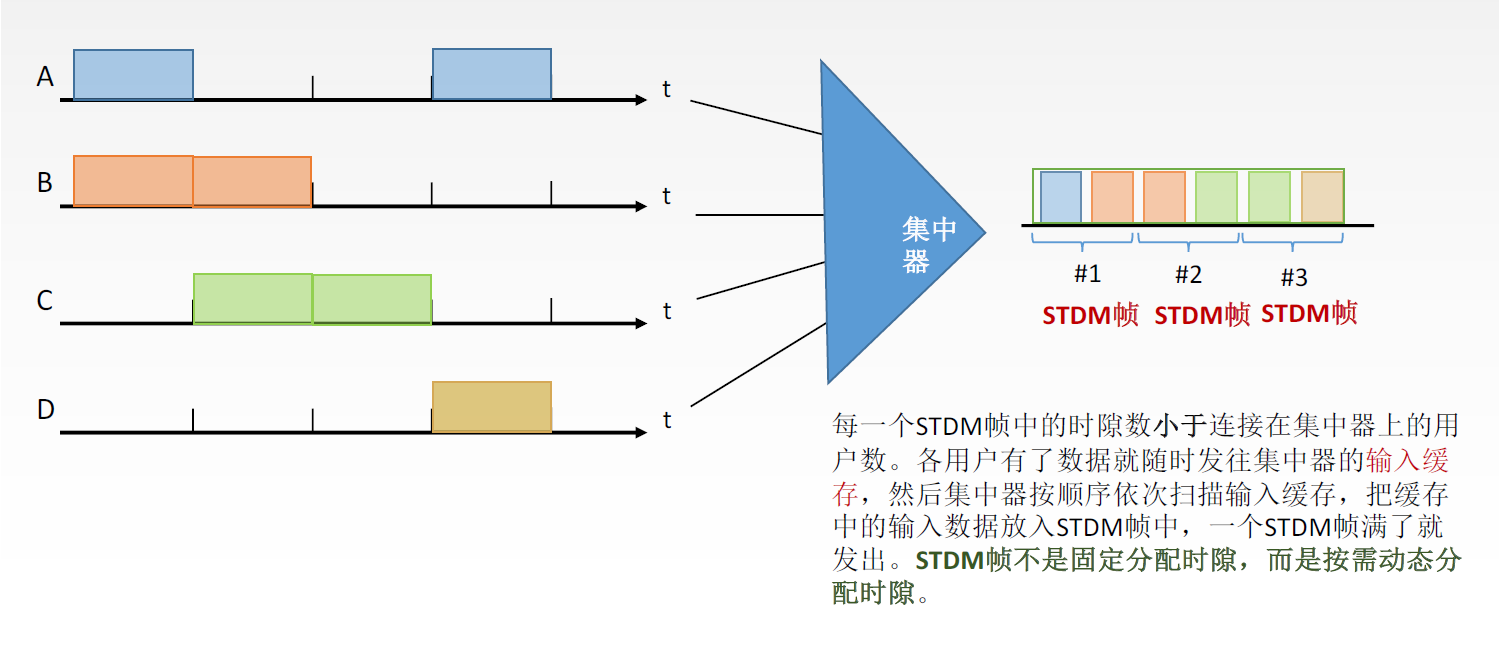 A
t
B
t
C
t
D
t
集中
器
#1
#2
#3
STDM帧
STDM帧
STDM帧
每一个STDM帧中的时隙数小于连接在集中器上的用
户数。各用户有了数据就随时发往集中器的输入缓
存，然后集中器按顺序依次扫描输入缓存，把缓存
中的输入数据放入STDM帧中，一个STDM帧满了就
发出。STDM帧不是固定分配时隙，而是按需动态分
配时隙。